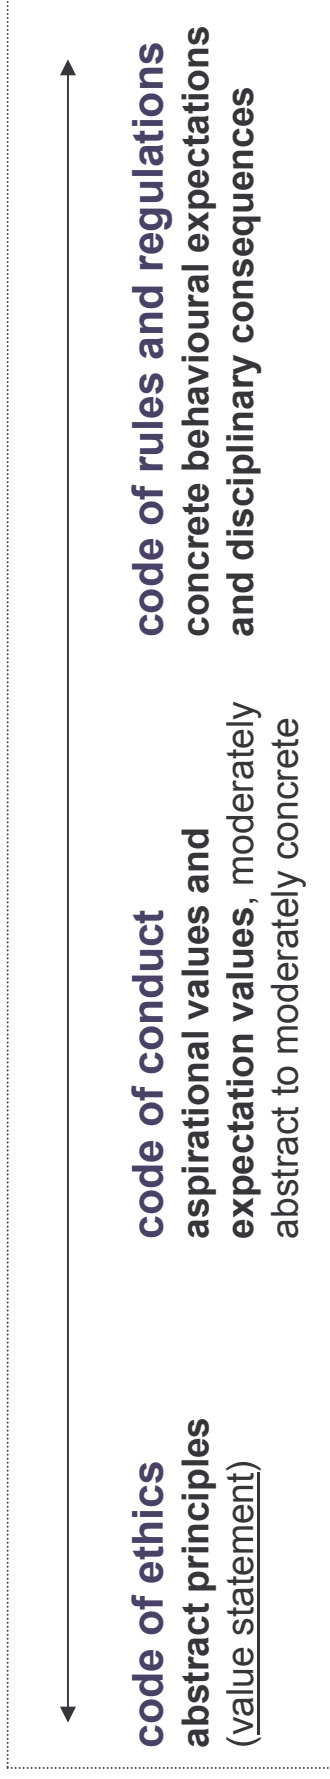 code of ethics
abstract principles
(value statement)
code of conduct
aspirational values and
expectation values, moderately
abstract to moderately concrete
code of rules and regulations
concrete behavioural expectations
and disciplinary consequences